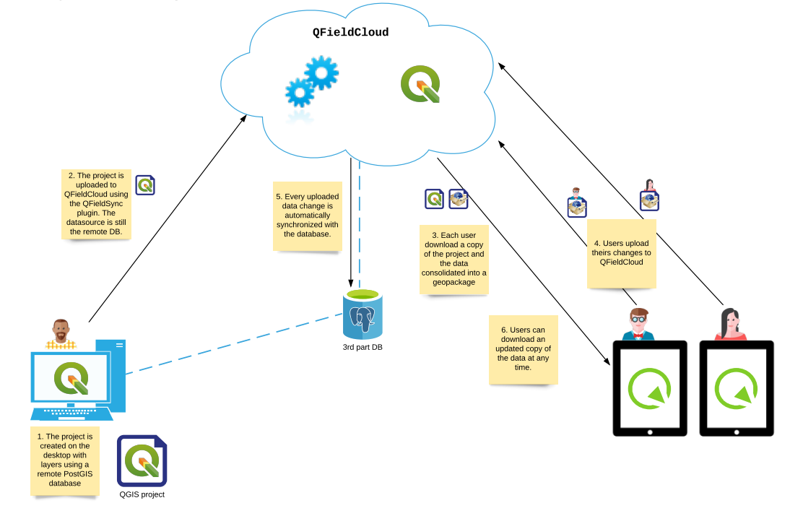 QFieldCloud
2. The project is
uploaded to
QFieldCloud using
the QFieldSync
plugin. The
datasource is still
the remote DB.
5. Every uploaded
data change is
automatically
synchronized with
the database.
3. Each user
download a copy
of the project and
the data
consolidated into a
geopackage
4. Users upload
theirs changes to
QFieldCloud
6. Users can
download an
updated copy of
the data at any
time.
3rd part DB
1. The project is
created on the
desktop with
layers using a
remote PostGIS
database
QGIS project